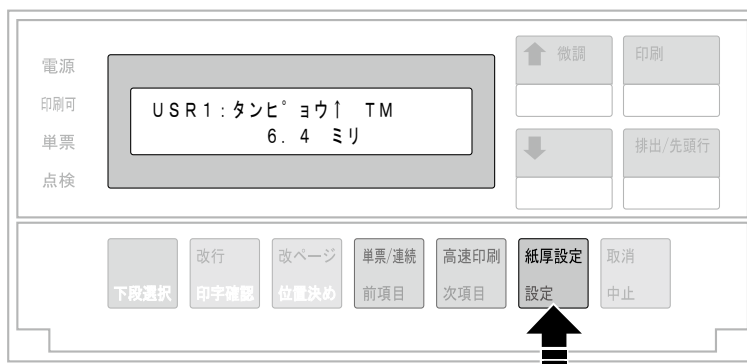 電源
印刷可
単票
点検
USR1:タンピョウ↑ TM
6.4 ミリ
微調
印刷
排出/先頭行
下段選択
改行
印字確認
改ページ
位置決め
単票/連続
前項目
高速印刷
次項目
紙厚設定
設定
取消
中止